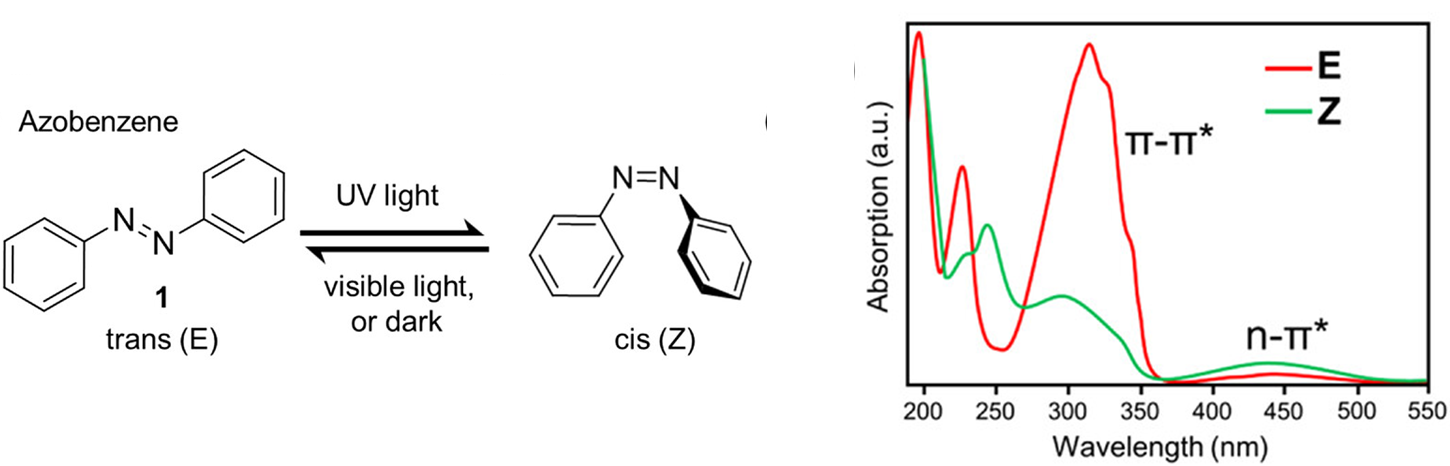 Azobenzene
N
N
1
trans (E)
UV light
visible light,
or dark
N=N
cis (Z)
Absorption (a.u.)
E
Z
π-π*
n-π*
200 250 300 350 400 450 500 550
Wavelength (nm)